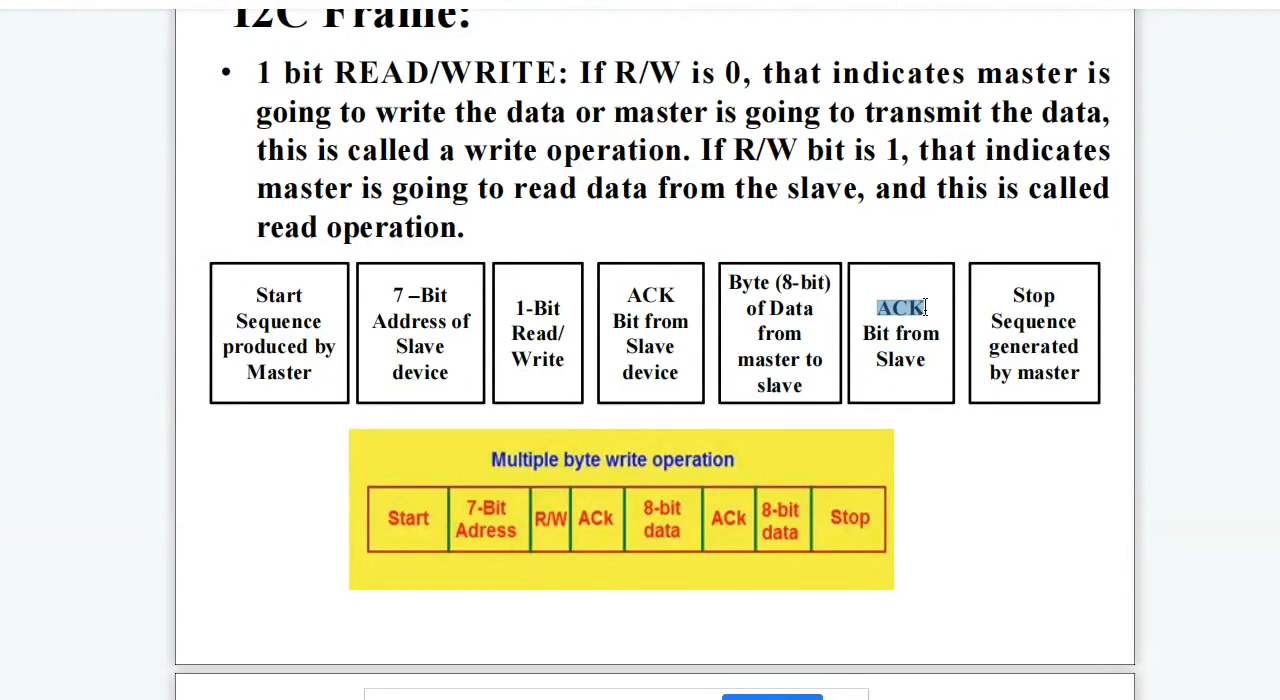 I2C Frame:
• 1 bit READ/WRITE: If R/W is 0, that indicates master is
going to write the data or master is going to transmit the data,
this is called a write operation. If R/W bit is 1, that indicates
master is going to read data from the slave, and this is called
read operation.
Start
Sequence
produced by
Master
7 –Bit
Address of
Slave
device
1-Bit
Read/
Write
ACK
Bit from
Slave
device
Byte (8-bit)
of Data
from
master to
slave
ACK
Bit from
Slave
Stop
Sequence
generated
by master
Multiple byte write operation
Start
7-Bit
Adress
R/W
ACk
8-bit
data
ACk
8-bit
data
Stop